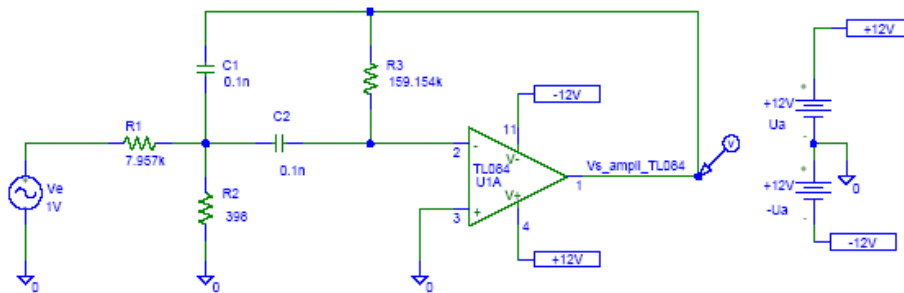 +12V
C1
0.1n
R3
159.154k
-12V
C2
0.1n
+12V
Ua
R1
7.957k
11
2
-
V-
TL084
U1A
Vs_ampli_TL084
V
1
0
Ve
1V
R2
398
3
+
V+
4
+12V
-Ua
+12V
-12V
0
0
0